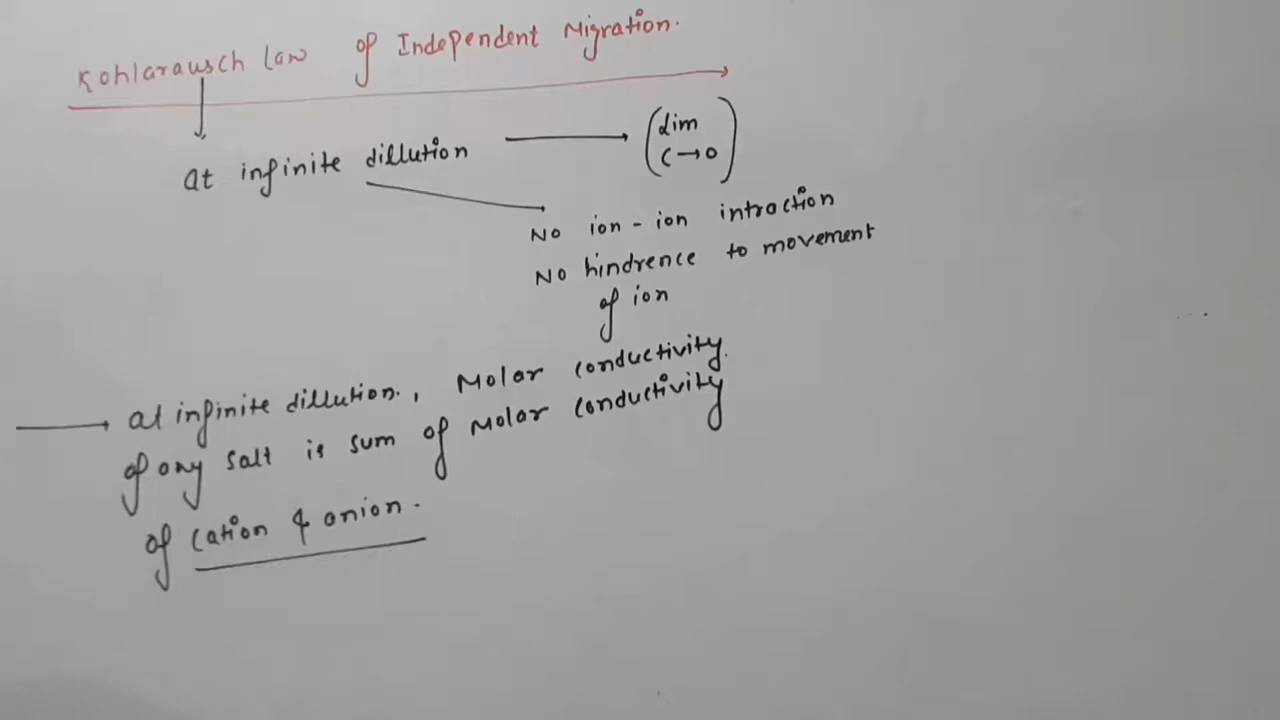 Kohlarausch Law of Independent Migration.
At infinite dillution
lim
C → 0
No ion - ion intraction
No hindrence to movement
of ion
at infinite dillution., Molar conductivity
of any salt is sum of Molar conductivity
of cation & anion.